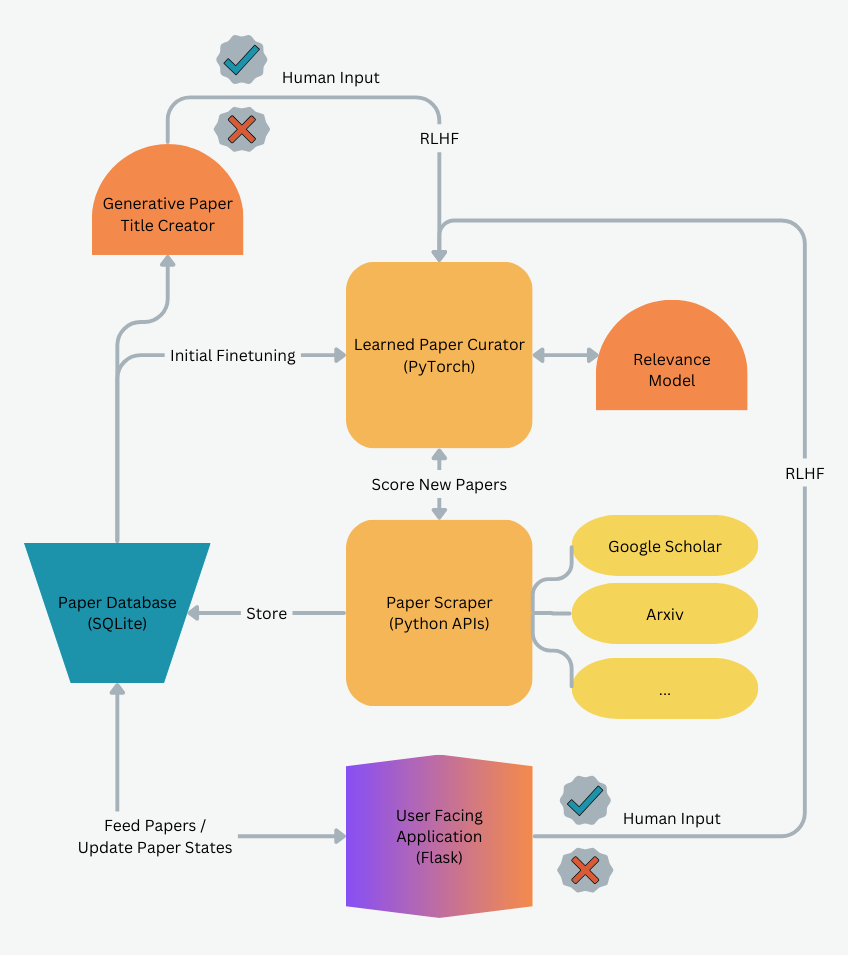 Human Input
RLHF
Generative Paper
Title Creator
Initial Finetuning
Learned Paper Curator
(PyTorch)
Relevance
Model
Score New Papers
RLHF
Google Scholar
Paper Database
(SQLite)
Store
Paper Scraper
(Python APIs)
Arxiv
...
User Facing
Application
(Flask)
Human Input
Feed Papers /
Update Paper States